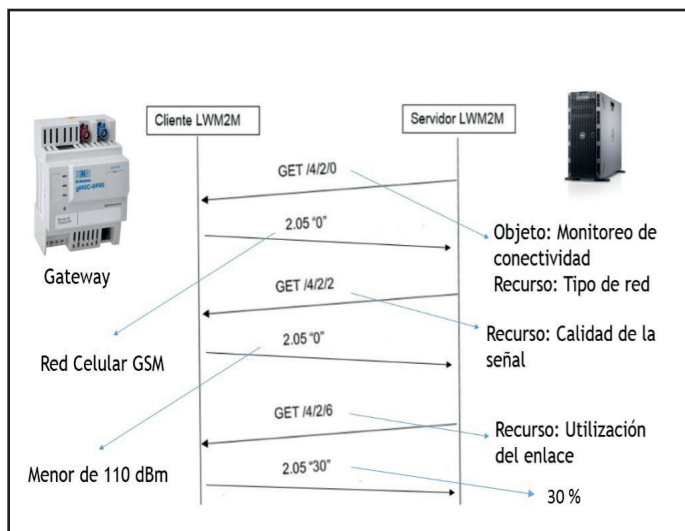 Cliente LWM2M
Servidor LWM2M
GET /4/2/0
2.05 "0"
Objeto: Monitoreo de
conectividad
Recurso: Tipo de red
Gateway
GET /4/2/2
Recurso: Calidad de la
señal
2.05 "0"
Red Celular GSM
GET /4/2/6
Recurso: Utilización
del enlace
Menor de 110 dBm
2.05 "30"
30 %